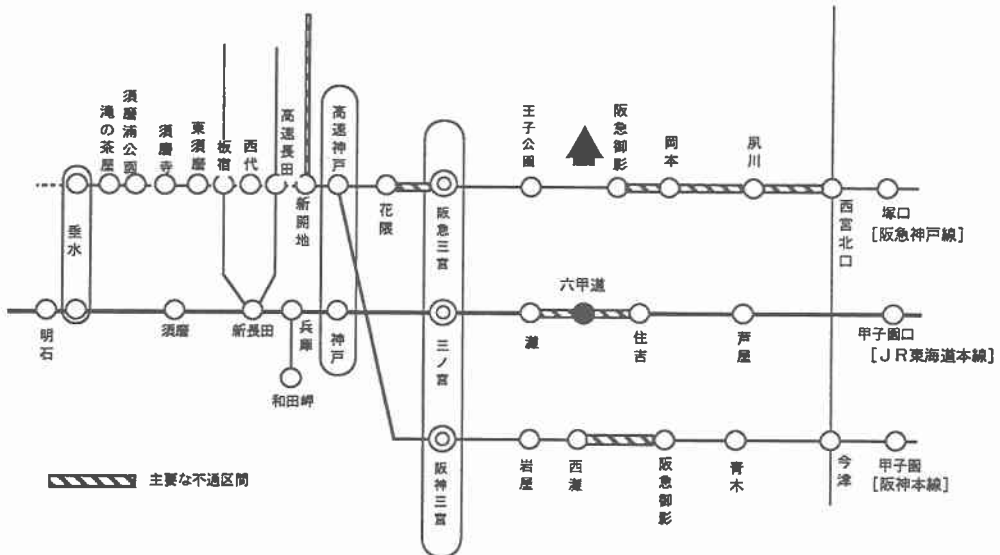 滝の茶屋
須磨浦公園
須磨寺
東須磨
板宿
西代
高速長田
新開地
高速神戸
花隈
阪急三宮
王子公園
阪急御影
岡本
夙川
西宮北口
塚口
[阪急神戸線]
垂水
明石
須磨
新長田
兵庫
和田岬
神戸
三ノ宮
灘
六甲道
住吉
芦屋
甲子園口
[JR東海道本線]
阪神三宮
岩屋
西灘
阪急御影
青木
今津
甲子園
[阪神本線]
主要な不通区間